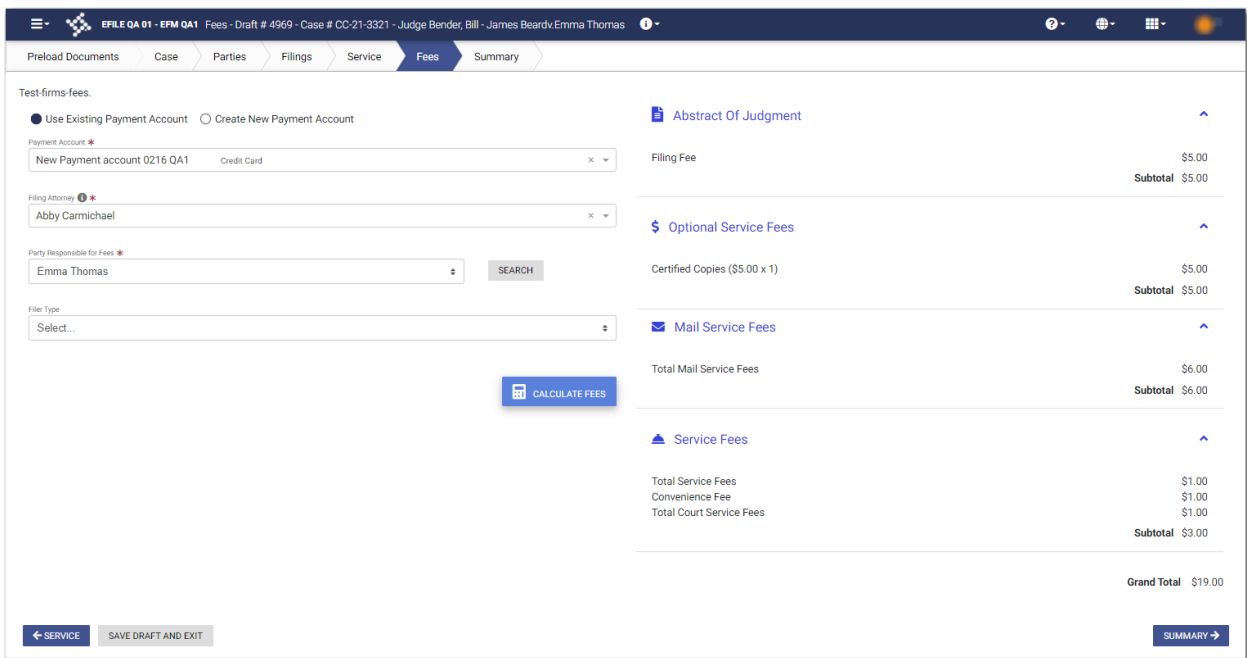 EFILE QA 01 - EFM QA1 Fees - Draft # 4969 - Case # CC-21-3321 - Judge Bender, Bill - James Beardv.Emma Thomas
Preload Documents Case Parties Filings Service Fees Summary
Test-firms-fees.
Use Existing Payment Account Create New Payment Account
Payment Account *
New Payment account 0216 QA1 Credit Card
Filing Attorney *
Abby Carmichael
Party Responsible for Fees *
Emma Thomas
SEARCH
Filer Type
Select...
CALCULATE FEES
Abstract Of Judgment
Filing Fee $5.00
Subtotal $5.00
$ Optional Service Fees
Certified Copies ($5.00 x 1) $5.00
Subtotal $5.00
Mail Service Fees
Total Mail Service Fees $6.00
Subtotal $6.00
Service Fees
Total Service Fees $1.00
Convenience Fee $1.00
Total Court Service Fees $1.00
Subtotal $3.00
Grand Total $19.00
SERVICE SAVE DRAFT AND EXIT SUMMARY